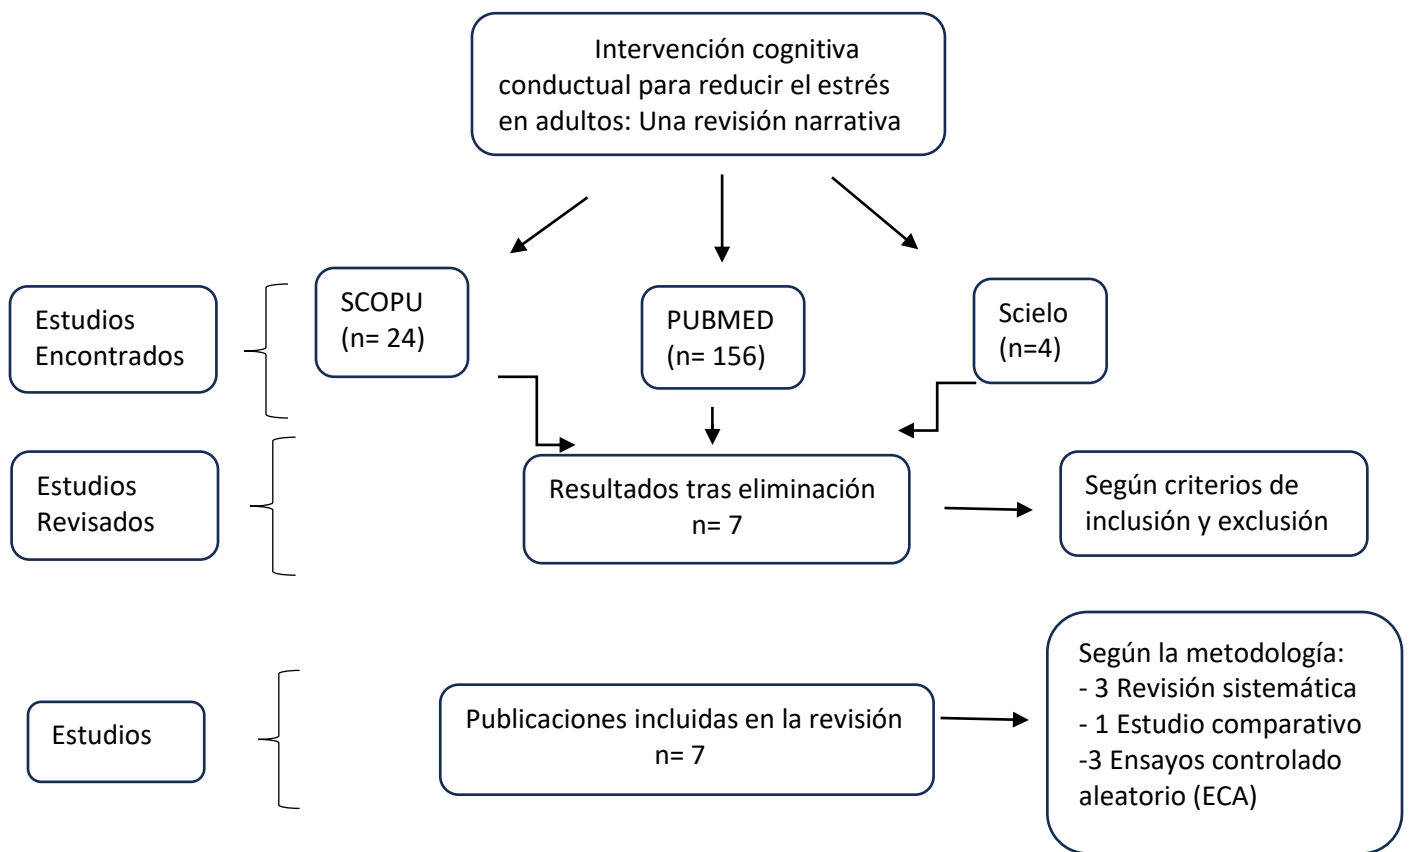 Intervención cognitiva
conductual para reducir el estrés
en adultos: Una revisión narrativa
Estudios
Encontrados
SCOPU
(n= 24)
PUBMED
(n= 156)
Scielo
(n=4)
Estudios
Revisados
Resultados tras eliminación
n= 7
Según criterios de
inclusión y exclusión
Estudios
Publicaciones incluidas en la revisión
n= 7
Según la metodología:
- 3 Revisión sistemática
- 1 Estudio comparativo
-3 Ensayos controlado
aleatorio (ECA)